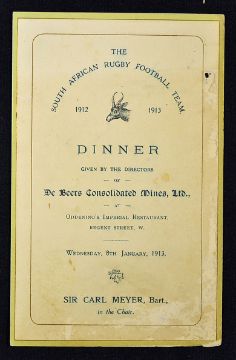 THE
SOUTH AFRICAN RUGBY FOOTBALL TEAM
1912 1913
DINNER
GIVEN BY THE DIRECTORS
— OF —
De Beers Consolidated Mines, Ltd.,
— AT —
ODDENINO'S IMPERIAL RESTAURANT,
REGENT STREET, W.
WEDNESDAY, 8TH JANUARY, 1913.
SIR CARL MEYER, Bart.,
in the Chair.